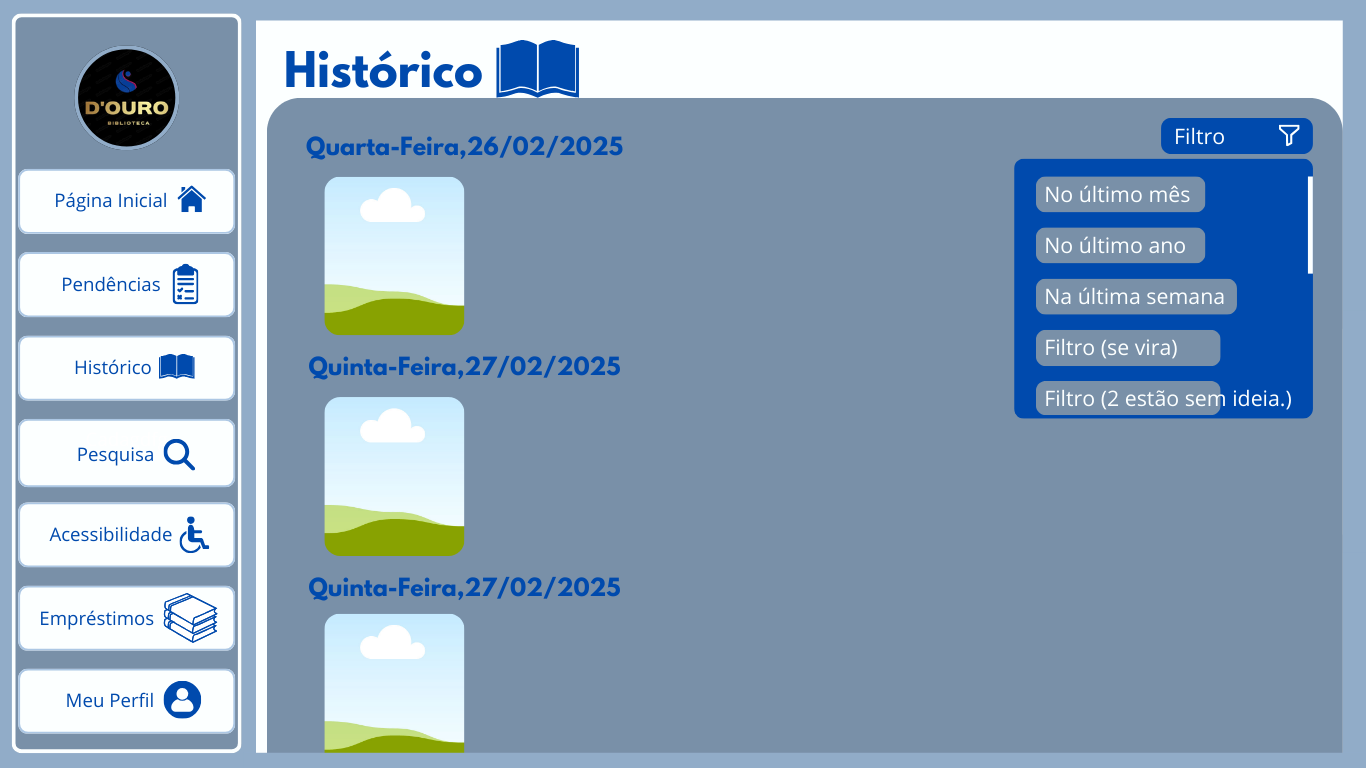 D'OURO
BIBLIOTECA
Página Inicial
Pendências
Histórico
Pesquisa
Acessibilidade
Empréstimos
Meu Perfil
Histórico
Quarta-Feira,26/02/2025
Quinta-Feira,27/02/2025
Quinta-Feira,27/02/2025
Filtro
No último mês
No último ano
Na última semana
Filtro (se vira)
Filtro (2 estão sem ideia.)